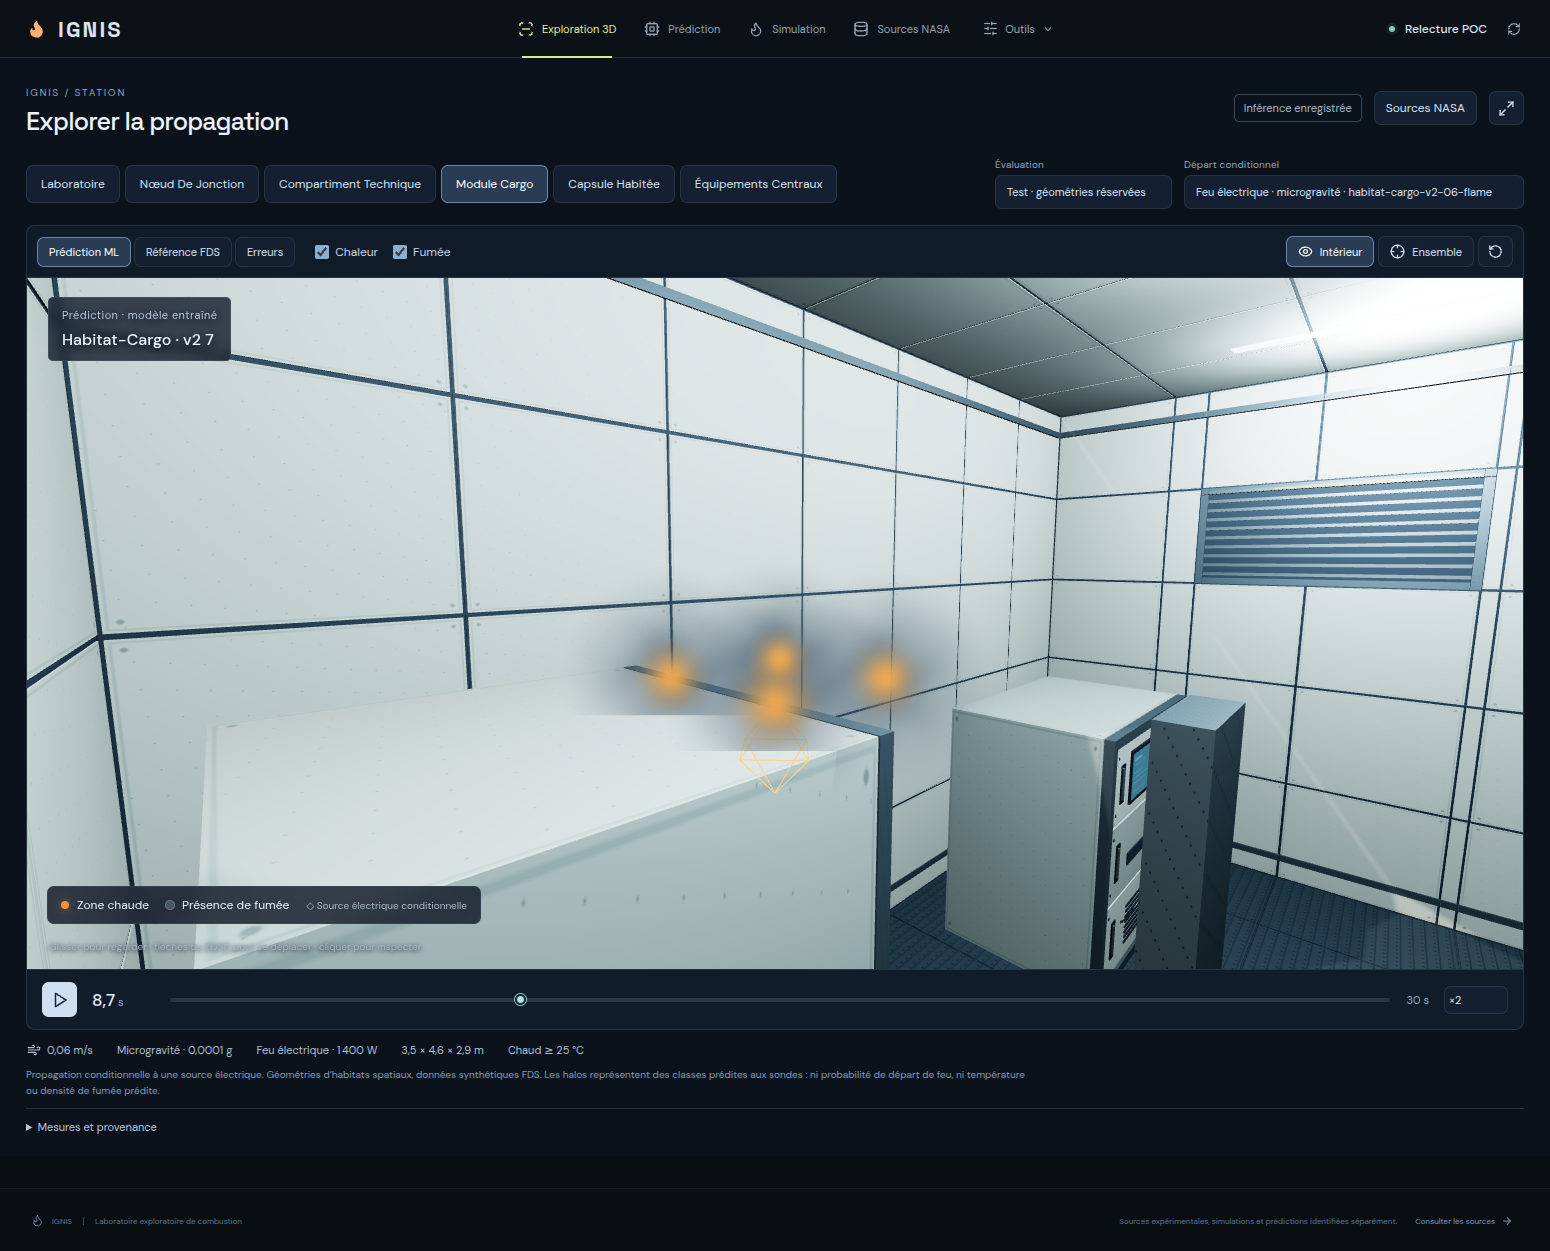 IGNIS
Exploration 3D
Prédiction
Simulation
Sources NASA
Outils
Relecture POC
IGNIS / STATION
Explorer la propagation
Inférence enregistrée
Sources NASA
Laboratoire
Nœud De Jonction
Compartiment Technique
Module Cargo
Capsule Habitée
Équipements Centraux
Évaluation
Test · géométries réservées
Départ conditionnel
Feu électrique · microgravité · habitat-cargo-v2-06-flame
Prédiction ML
Référence FDS
Erreurs
Chaleur
Fumée
Intérieur
Ensemble
Prédiction · modèle entraîné
Habitat-Cargo · v2 7
Zone chaude
Présence de fumée
◇ Source électrique conditionnelle
cliquer pour inspecter
8,7 s
30 s
×2
0,06 m/s
Microgravité · 0,0001 g
Feu électrique · 1400 W
3,5 × 4,6 × 2,9 m
Chaud ≥ 25 °C
Propagation conditionnelle à une source électrique. Géométries d'habitats spatiaux, données synthétiques FDS. Les halos représentent des classes prédites aux sondes : ni probabilité de départ de feu, ni température
ou densité de fumée prédite.
Mesures et provenance
IGNIS
Laboratoire exploratoire de combustion
Sources expérimentales, simulations et prédictions identifiées séparément.
Consulter les sources